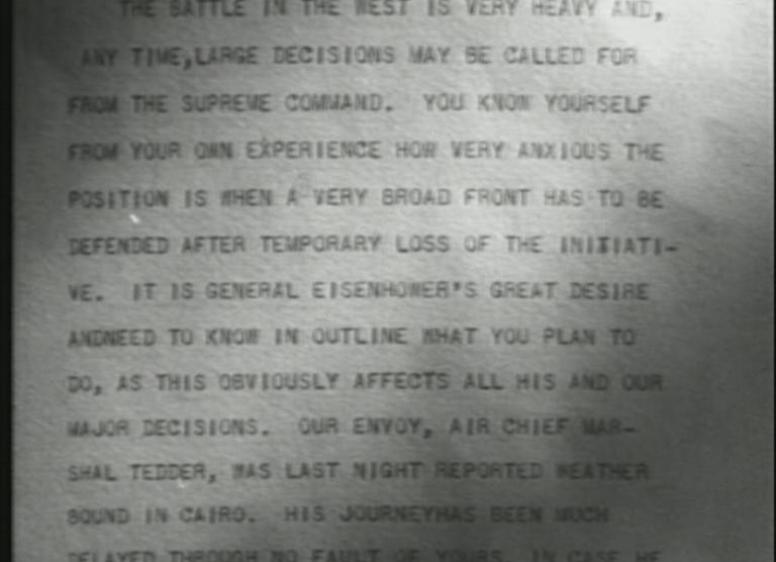 THE BATTLE IN THE WEST IS VERY HEAVY AND,
ANY TIME,LARGE DECISIONS MAY BE CALLED FOR
FROM THE SUPREME COMMAND. YOU KNOW YOURSELF
FROM YOUR OWN EXPERIENCE HOW VERY ANXIOUS THE
POSITION IS WHEN A VERY BROAD FRONT HAS TO BE
DEFENDED AFTER TEMPORARY LOSS OF THE INITIATI-
VE. IT IS GENERAL EISENHOWER'S GREAT DESIRE
ANDNEED TO KNOW IN OUTLINE WHAT YOU PLAN TO
DO, AS THIS OBVIOUSLY AFFECTS ALL HIS AND OUR
MAJOR DECISIONS. OUR ENVOY, AIR CHIEF MAR-
SHAL TEDDER, WAS LAST NIGHT REPORTED WEATHER
BOUND IN CAIRO. HIS JOURNEYHAS BEEN MUCH
DELAYED THROUGH NO FAULT OF YOURS. IN CASE HE